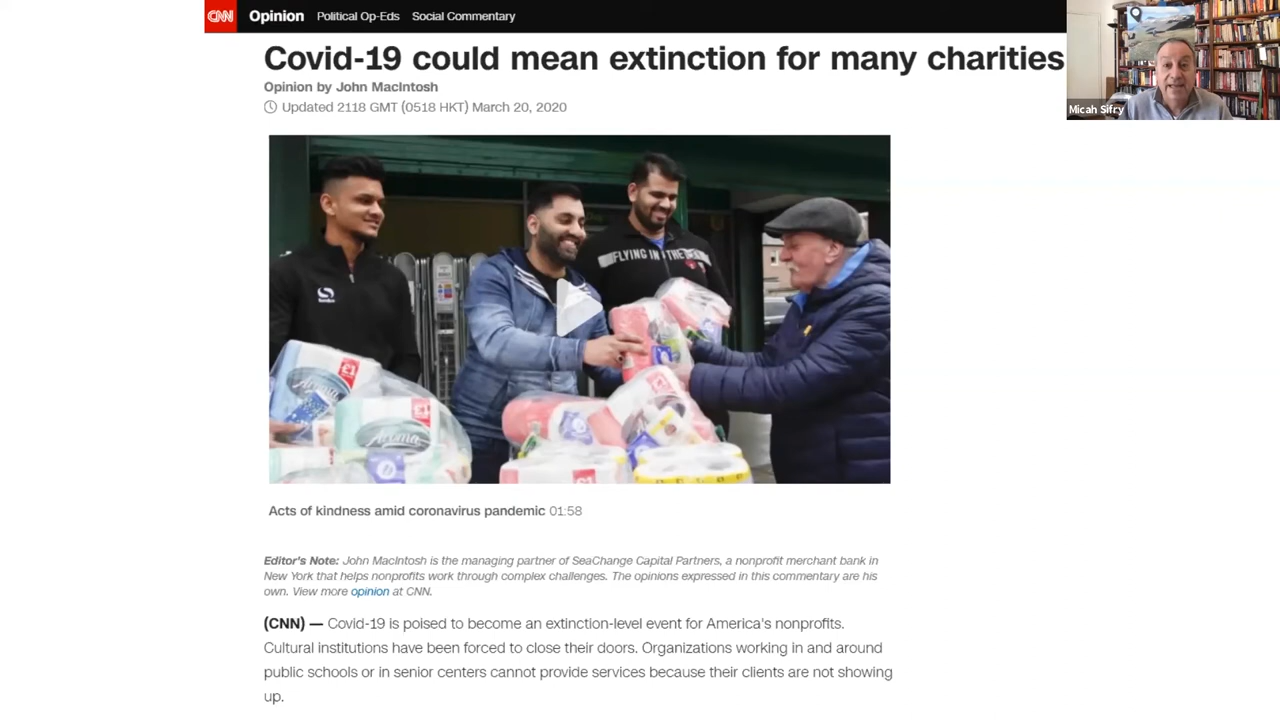 CNN Opinion Political Op-Eds Social Commentary
Covid-19 could mean extinction for many charities
Opinion by John MacIntosh
Updated 2118 GMT (0518 HKT) March 20, 2020
Micah Sifry
FLYING IN THE
£1
£1
£1
Acts of kindness amid coronavirus pandemic 01:58
Editor's Note: John MacIntosh is the managing partner of SeaChange Capital Partners, a nonprofit merchant bank in
New York that helps nonprofits work through complex challenges. The opinions expressed in this commentary are his
own. View more opinion at CNN.
(CNN) — Covid-19 is poised to become an extinction-level event for America's nonprofits.
Cultural institutions have been forced to close their doors. Organizations working in and around
public schools or in senior centers cannot provide services because their clients are not showing
up.